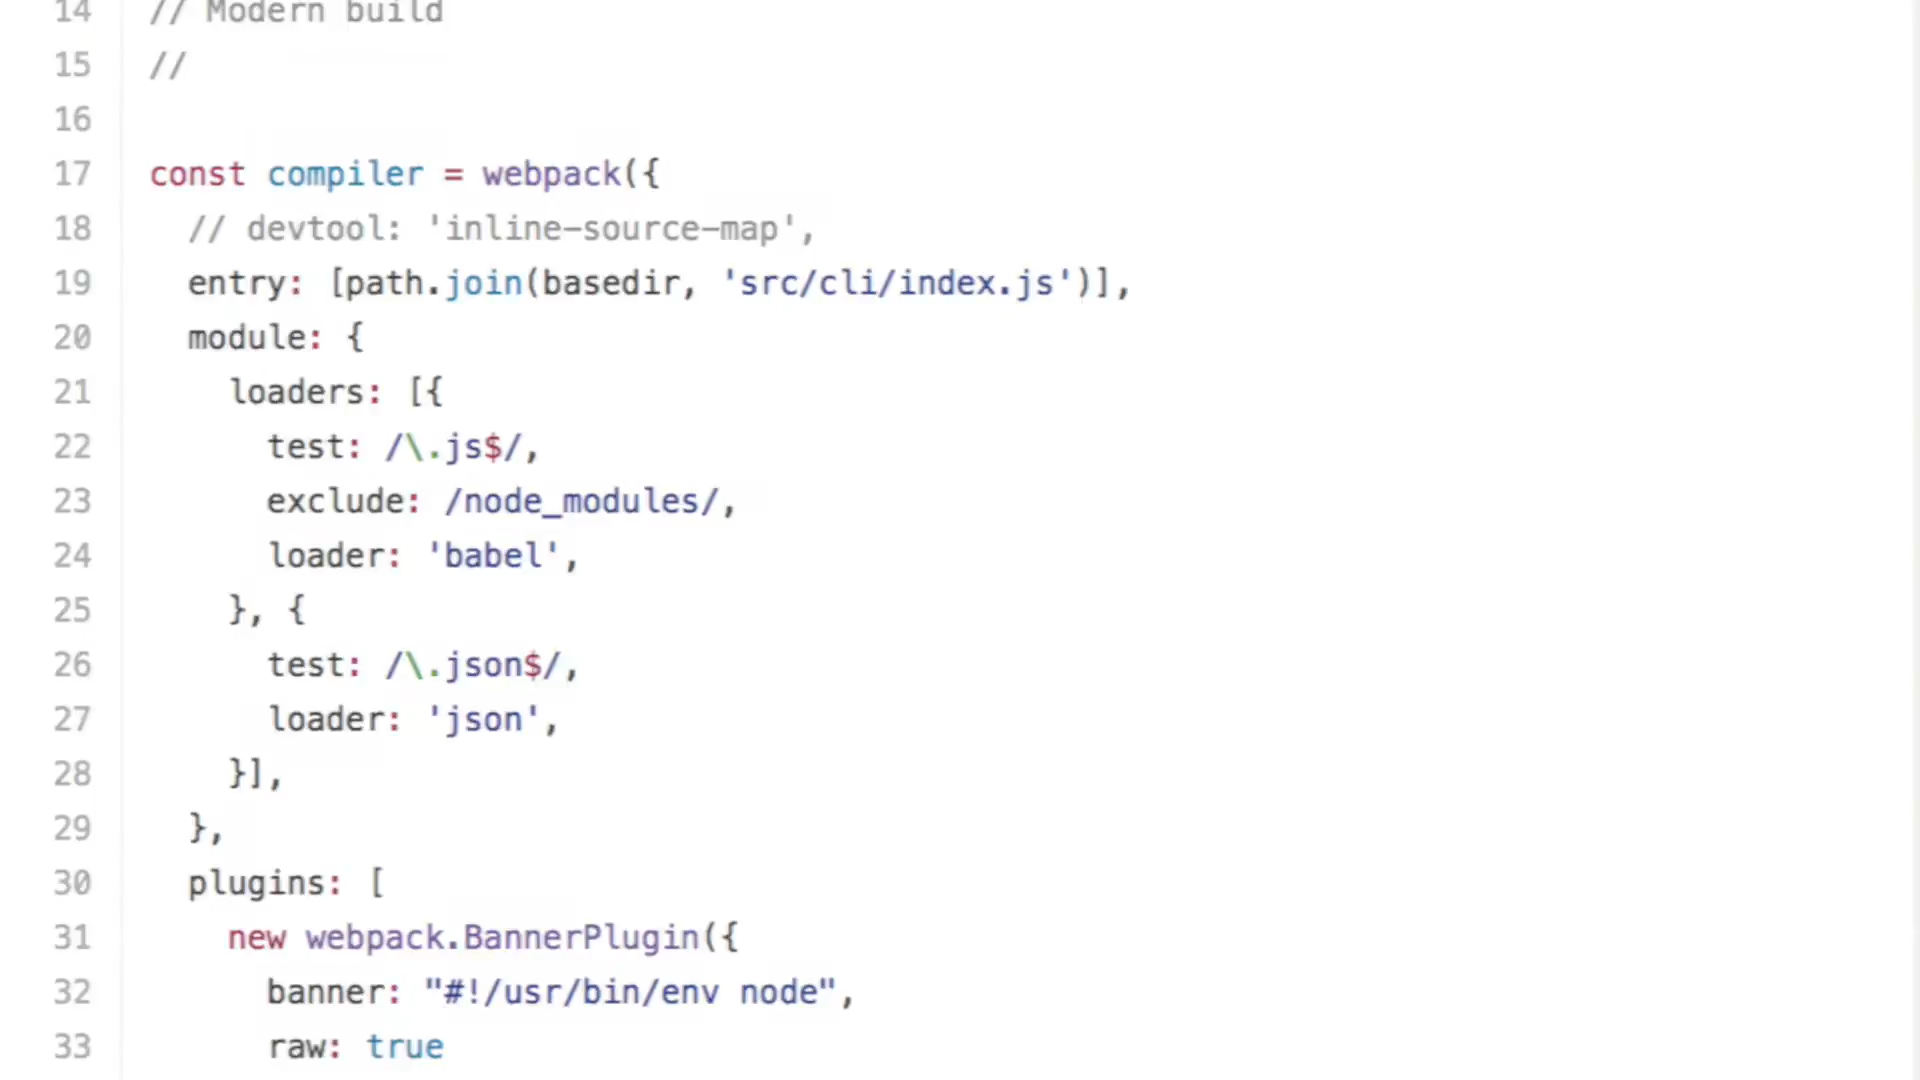 14 // Modern build
15 //
16
17 const compiler = webpack({
18   // devtool: 'inline-source-map',
19   entry: [path.join(basedir, 'src/cli/index.js')],
20   module: {
21     loaders: [{
22       test: /\.js$/,
23       exclude: /node_modules/,
24       loader: 'babel',
25     }, {
26       test: /\.json$/,
27       loader: 'json',
28     }],
29   },
30   plugins: [
31     new webpack.BannerPlugin({
32       banner: "#!/usr/bin/env node",
33       raw: true